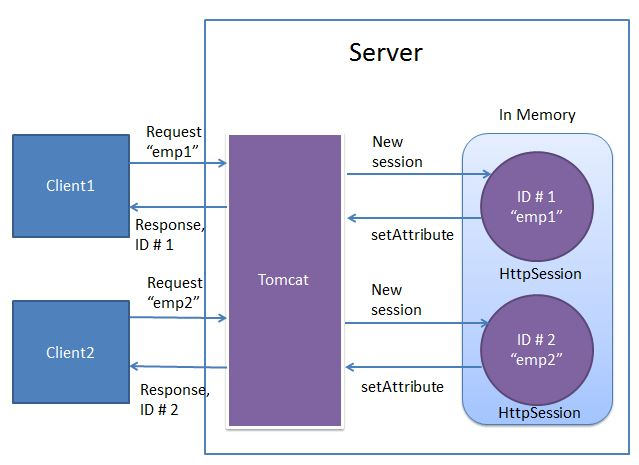 Server
In Memory
Request
“emp1”
New
session
Client1
ID # 1
“emp1”
Response,
ID # 1
setAttribute
HttpSession
Tomcat
Request
“emp2”
New
session
Client2
ID # 2
“emp2”
Response,
ID # 2
setAttribute
HttpSession